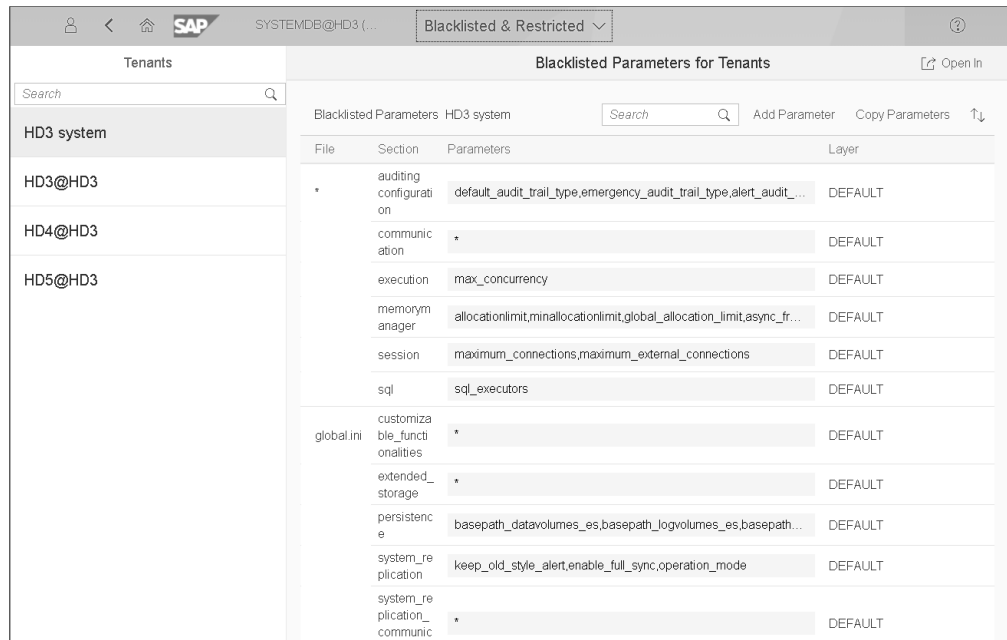 SAP SYSTEMDB@HD3 (... Blacklisted & Restricted
Tenants
Blacklisted Parameters for Tenants
Open In
Search
HD3 system
HD3@HD3
HD4@HD3
HD5@HD3
Blacklisted Parameters HD3 system
Search
Add Parameter
Copy Parameters
File Section Parameters Layer
*
auditing
configurati
on
default_audit_trail_type,emergency_audit_trail_type,alert_audit_...
DEFAULT
communic
ation
*
DEFAULT
execution
max_concurrency
DEFAULT
memorym
anager
allocationlimit,minallocationlimit,global_allocation_limit,async_fr...
DEFAULT
session
maximum_connections,maximum_external_connections
DEFAULT
sql
sql_executors
DEFAULT
global.ini
customiza
ble_functi
onalities
*
DEFAULT
extended_
storage
*
DEFAULT
persistenc
e
basepath_datavolumes_es,basepath_logvolumes_es,basepath...
DEFAULT
system_re
plication
keep_old_style_alert,enable_full_sync,operation_mode
DEFAULT
system_re
plication_
communic
*
DEFAULT